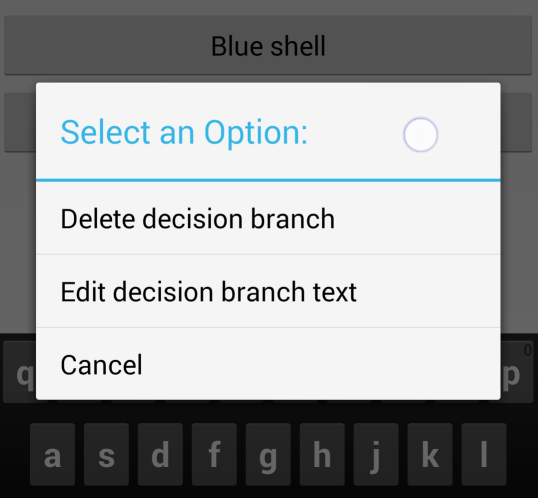 Blue shell
Select an Option:
Delete decision branch
Edit decision branch text
Cancel
q p 0
a s d f g h j k l